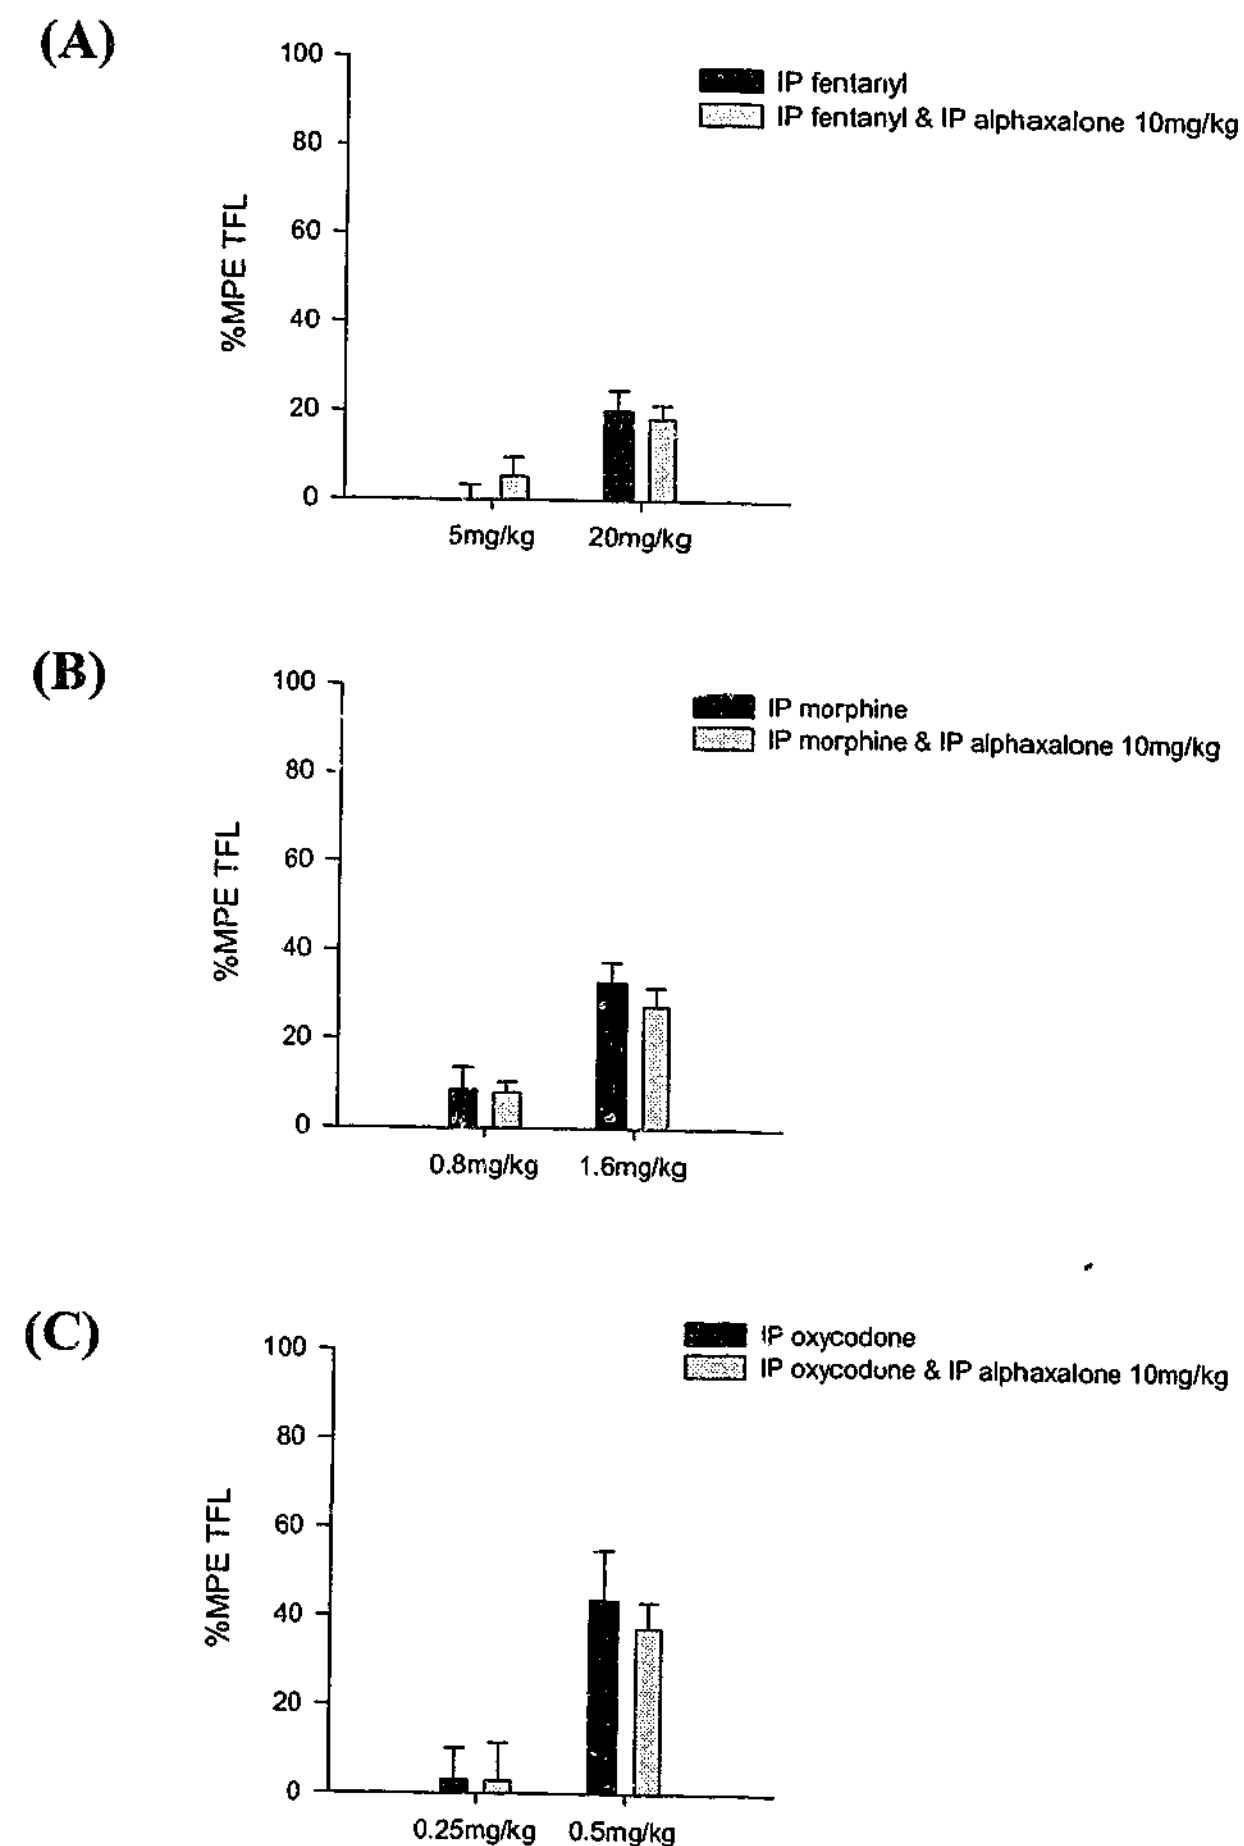 (A)
100
80
60
40
20
0
%MPE TFL
IP fentanyl
IP fentanyl & IP alphaxalone 10mg/kg
5mg/kg 20mg/kg
(B)
100
80
60
40
20
0
%MPE TFL
IP morphine
IP morphine & IP alphaxalone 10mg/kg
0.8mg/kg 1.6mg/kg
(C)
100
80
60
40
20
0
%MPE TFL
IP oxycodone
IP oxycodone & IP alphaxalone 10mg/kg
0.25mg/kg 0.5mg/kg